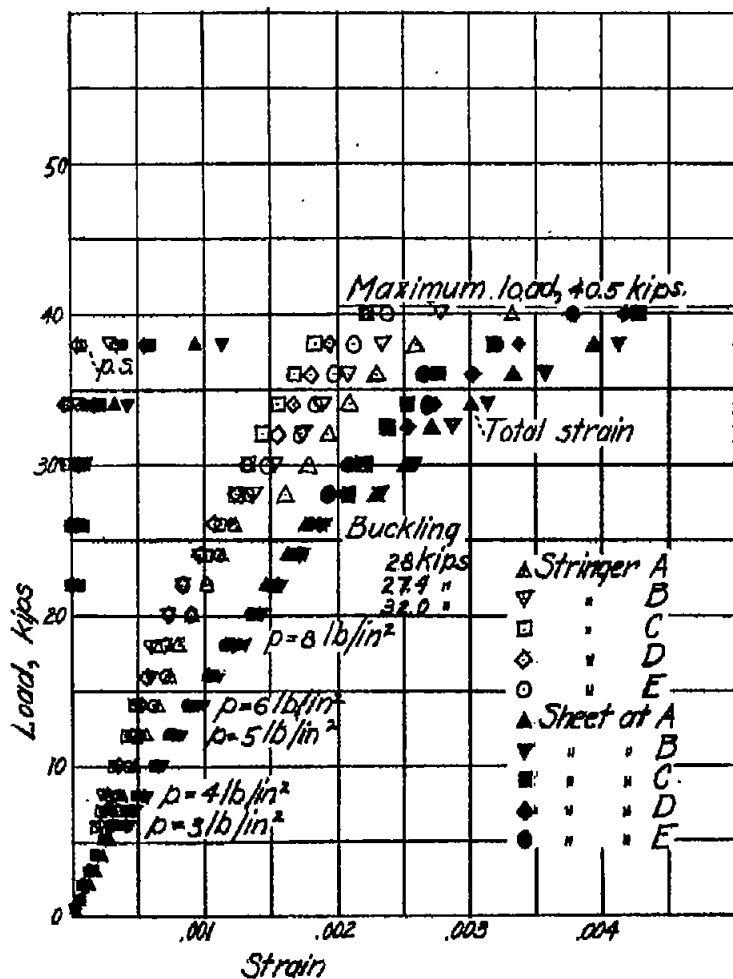 50
Maximum load, 40.5 kips.
40
p.s.
Total strain
30
Buckling
28 kips
27.4 "
32.0 "
Stringer A
" B
" C
" D
" E
Sheet at A
" " B
" " C
" " D
" " E
20
p=8 lb/in²
p=6 lb/in²
p=5 lb/in²
10
p=4 lb/in²
p=3 lb/in²
0
Load, kips
.001 .002 .003 .004
Strain